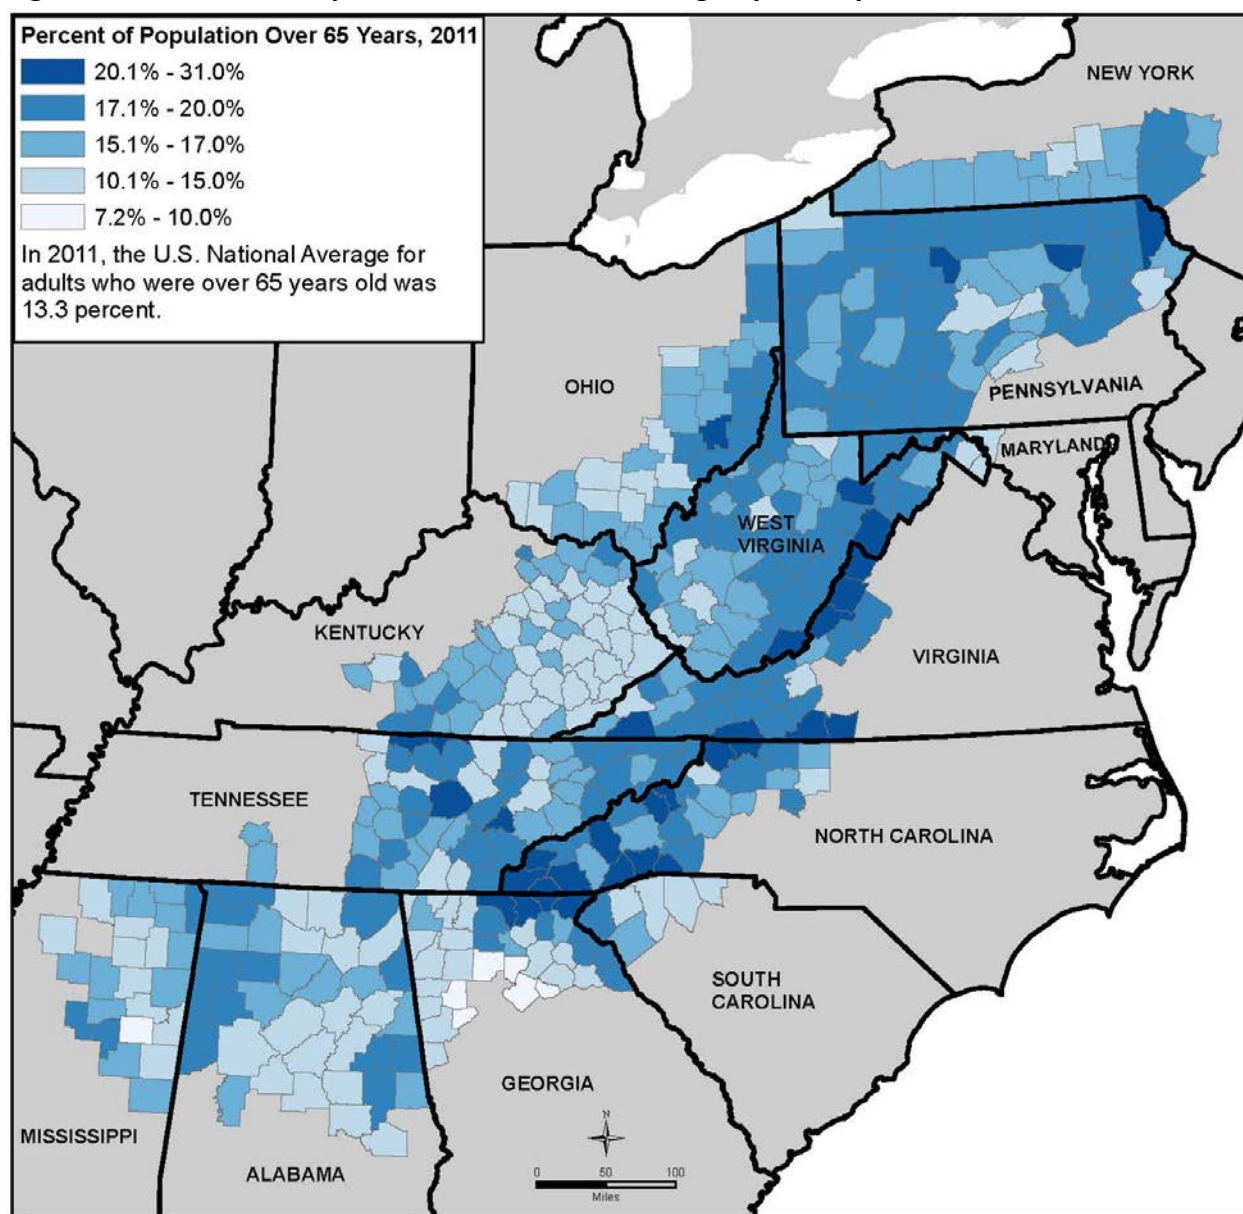 Percent of Population Over 65 Years, 2011
20.1% - 31.0%
17.1% - 20.0%
15.1% - 17.0%
10.1% - 15.0%
7.2% - 10.0%
In 2011, the U.S. National Average for
adults who were over 65 years old was
13.3 percent.
NEW YORK
OHIO
PENNSYLVANIA
MARYLAND
WEST
VIRGINIA
KENTUCKY
VIRGINIA
TENNESSEE
NORTH CAROLINA
SOUTH
CAROLINA
GEORGIA
MISSISSIPPI
ALABAMA
N
0 50 100
Miles